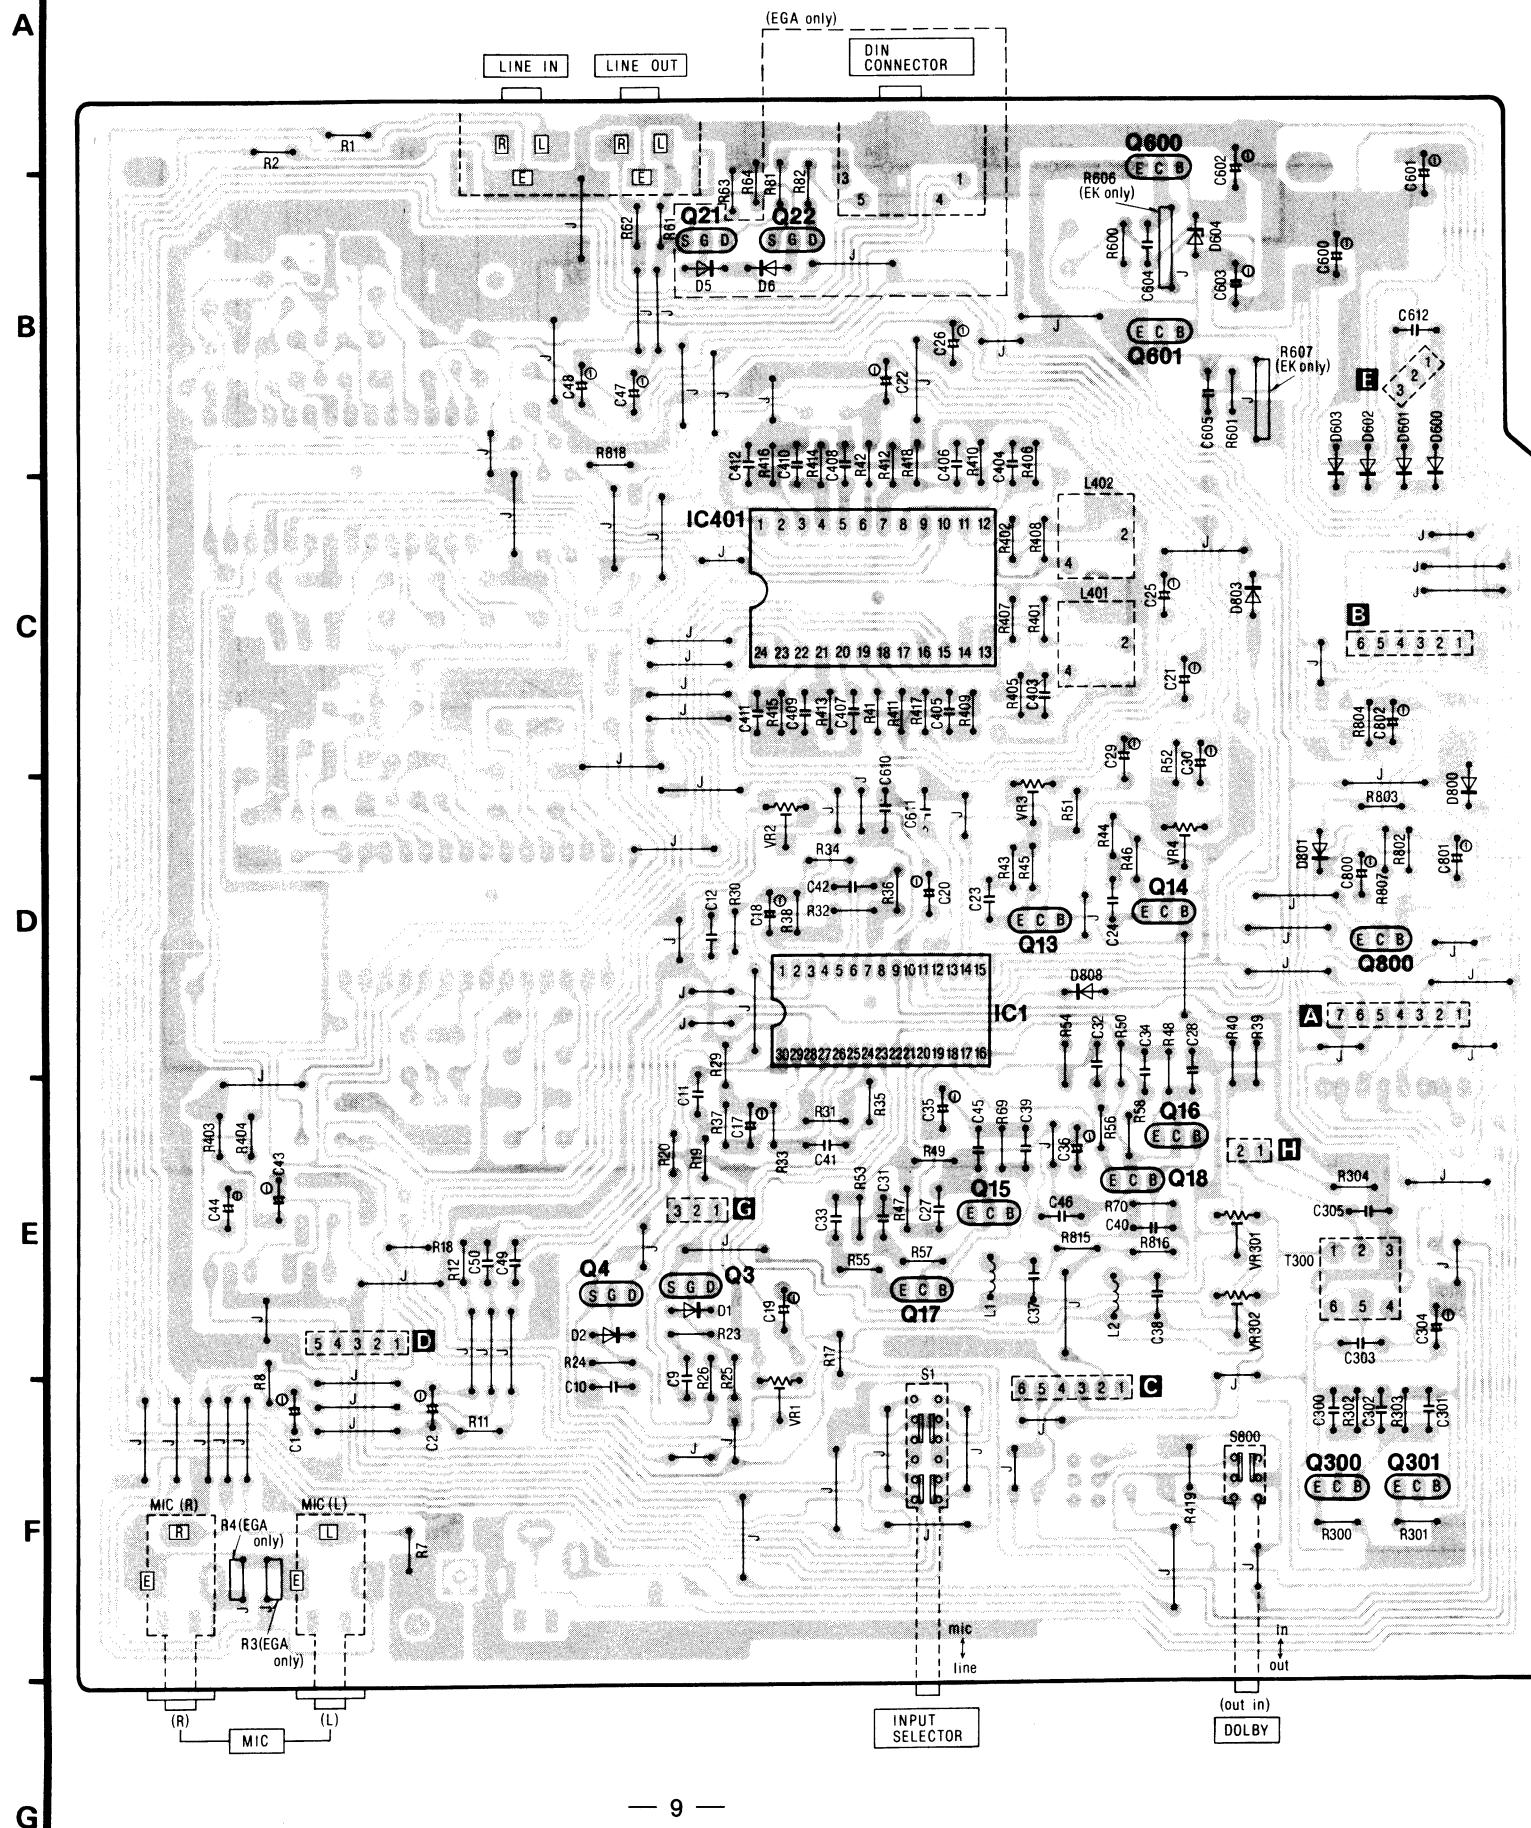 A
(EGA only)
LINE IN
LINE OUT
DIN
CONNECTOR
R2
R1
R L
R L
E
E
R63
R64
R81
R82
3
1
5
4
Q600
E C B
C602
C601
R606
(EK only)
J
R62
R61
Q21
S G D
Q22
S G D
D5
D6
J
R600
C604
J
D604
C603
C600
B
J
J
J
J
C26
J
E C B
Q601
C612
R607
(EK only)
E
3 2 1
C48
C47
J
J
J
C22
J
C605
R601
J
D603
D602
D601
D600
J
R818
C412
R416
C410
R414
C408
R42
R412
R418
C406
R410
C404
R406
J
J
J
J
IC401
1 2 3 4 5 6 7 8 9 10 11 12
24 23 22 21 20 19 18 17 16 15 14 13
R402
R408
L402
2
4
J
C25
D803
J
J
J
C
R407
R401
L401
2
4
B
6 5 4 3 2 1
J
J
J
J
J
C21
R405
C403
C411
R415
C409
R413
C407
R41
R411
R417
C405
R409
R804
C802
J
J
C29
R52
C30
J
R803
D800
VR2
J
J
C610
C611
J
VR3
R51
R44
R46
VR4
J
R34
C42
R32
R36
C20
C23
R43
R45
D801
C800
R807
R802
C801
D
J
C12
R30
C18
R38
E C B
Q13
J
C24
Q14
E C B
J
J
E C B
Q800
J
J
J
J
J
J
1 2 3 4 5 6 7 8 9 10 11 12 13 14 15
IC1
30 29 28 27 26 25 24 23 22 21 20 19 18 17 16
D808
J
J
A
7 6 5 4 3 2 1
J
J
R54
C32
R50
C34
R48
C28
R40
R39
J
R29
C11
R37
C17
R33
R31
C41
R35
C35
C45
R69
C39
J
C36
R56
R58
Q16
E C B
R403
R404
C43
C44
R20
R19
R49
2 1
H
E C B
Q18
R304
J
C305
E
3 2 1
G
C33
R53
C31
R47
C27
Q15
E C B
C46
R70
C40
R815
R816
VR301
T300
1 2 3
6 5 4
J
R18
R12
C50
C49
J
J
J
R55
R57
Q4
S G D
S G D
Q3
C19
E C B
Q17
L1
C37
J
L2
C38
VR302
C304
J
D1
D2
R23
R24
C10
C9
R26
R25
VR1
R17
C303
5 4 3 2 1
D
J
J
J
R8
J
J
J
C1
C2
R11
S1
6 5 4 3 2 1
C
J
J
C300
R302
C302
R303
C301
J
J
J
J
J
J
J
J
J
J
J
J
S800
R419
Q300
E C B
Q301
E C B
R300
R301
F
MIC (R)
MIC (L)
R
L
R4(EGA
only)
E
E
J
J
R3(EGA
only)
R7
J
J
J
J
mic
line
in
out
(R)
(L)
MIC
INPUT
SELECTOR
(out in)
DOLBY
G
— 9 —